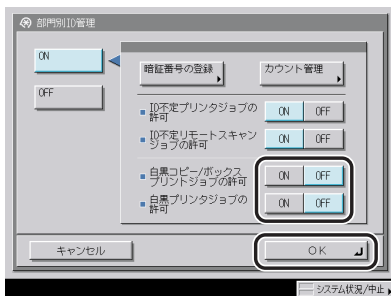 部門別ID管理
ON
OFF
暗証番号の登録
カウント管理
ID不定プリンタジョブの
許可
ON OFF
ID不定リモートスキャン
ジョブの許可
ON OFF
白黒コピー/ボックス
プリントジョブの許可
ON OFF
白黒プリンタジョブの
許可
ON OFF
キャンセル
OK
システム状況/中止